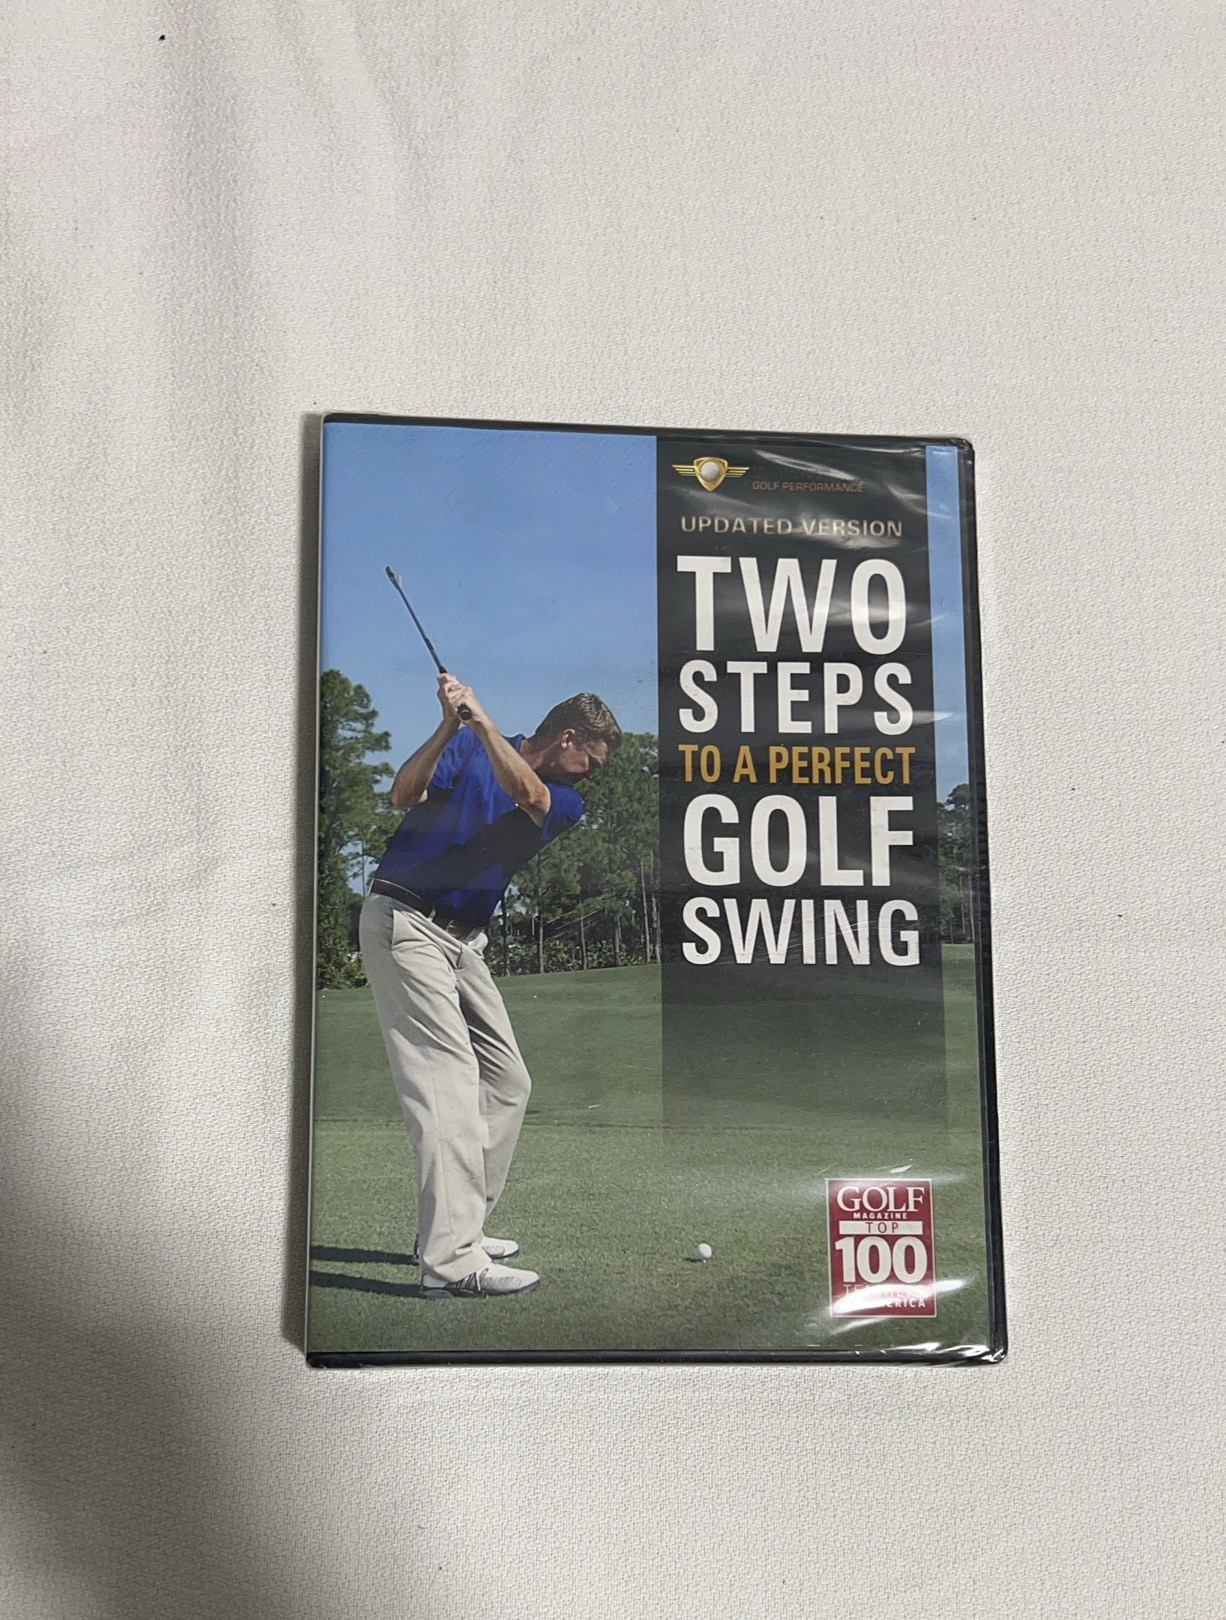 GOLF PERFORMANCE
UPDATED VERSION
TWO
STEPS
TO A PERFECT
GOLF
SWING
GOLF
MAGAZINE
TOP
100